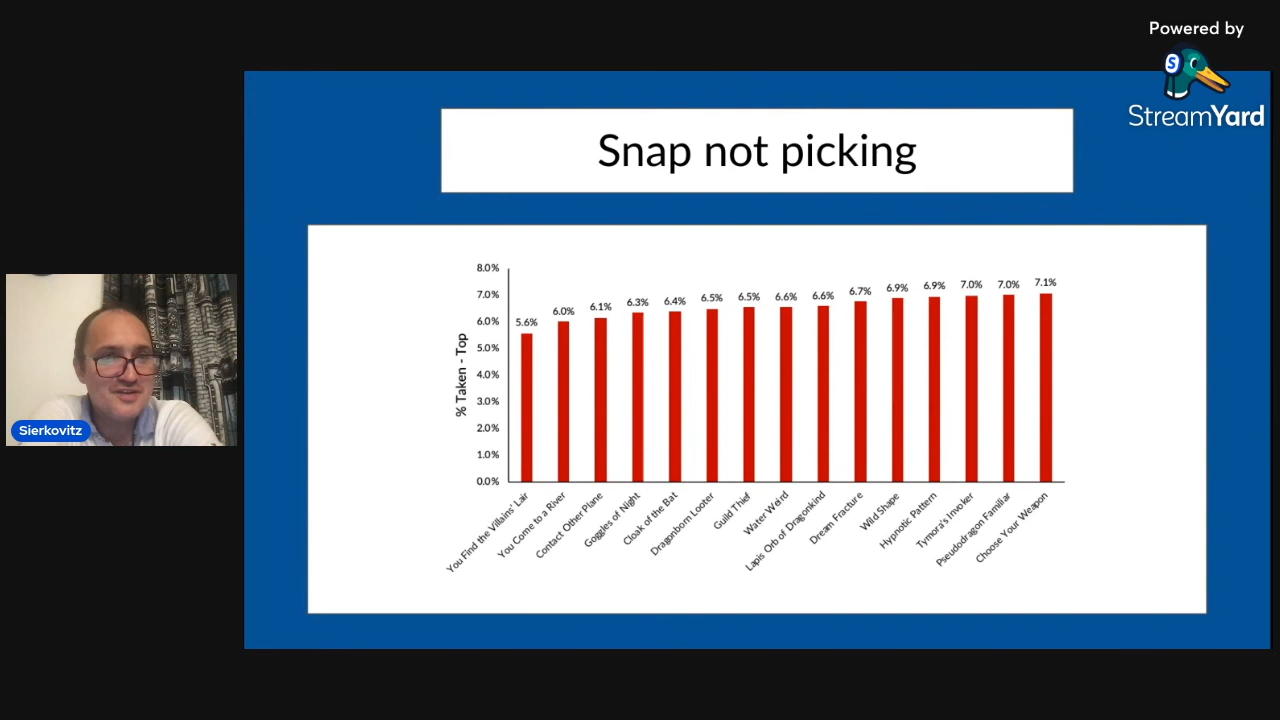 Powered by
S
StreamYard
Snap not picking
% Taken - Top
8.0%
7.0%
6.0%
5.0%
4.0%
3.0%
2.0%
1.0%
0.0%
5.6%
6.0%
6.1%
6.3%
6.4%
6.5%
6.5%
6.6%
6.6%
6.7%
6.9%
6.9%
7.0%
7.0%
7.1%
You Find the Villains' Lair
You Come to a River
Contact Other Plane
Goggles of Night
Cloak of the Bat
Dragonborn Looter
Guild Thief
Water Weird
Lapis Orb of Dragonkind
Dream Fracture
Wild Shape
Hypnotic Pattern
Tymora's Invoker
Pseudodragon Familiar
Choose Your Weapon
Sierkovitz